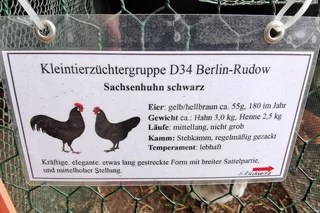 Kleintierzüchtergruppe D34 Berlin-Rudow
Sachsenhuhn schwarz
Eier: gelb/hellbraun ca. 55g, 180 im Jahr
Gewicht ca.: Hahn 3,0 kg, Henne 2,5 kg
Läufe: mittellang, nicht grob
Kamm: Stehkamm, regelmäßig gezackt
Temperament: lebhaft
Kräftige, elegante, etwas lang gestreckte Form mit breiter Sattelpartie,
und mittelhoher Stellung.
s. Rückseite